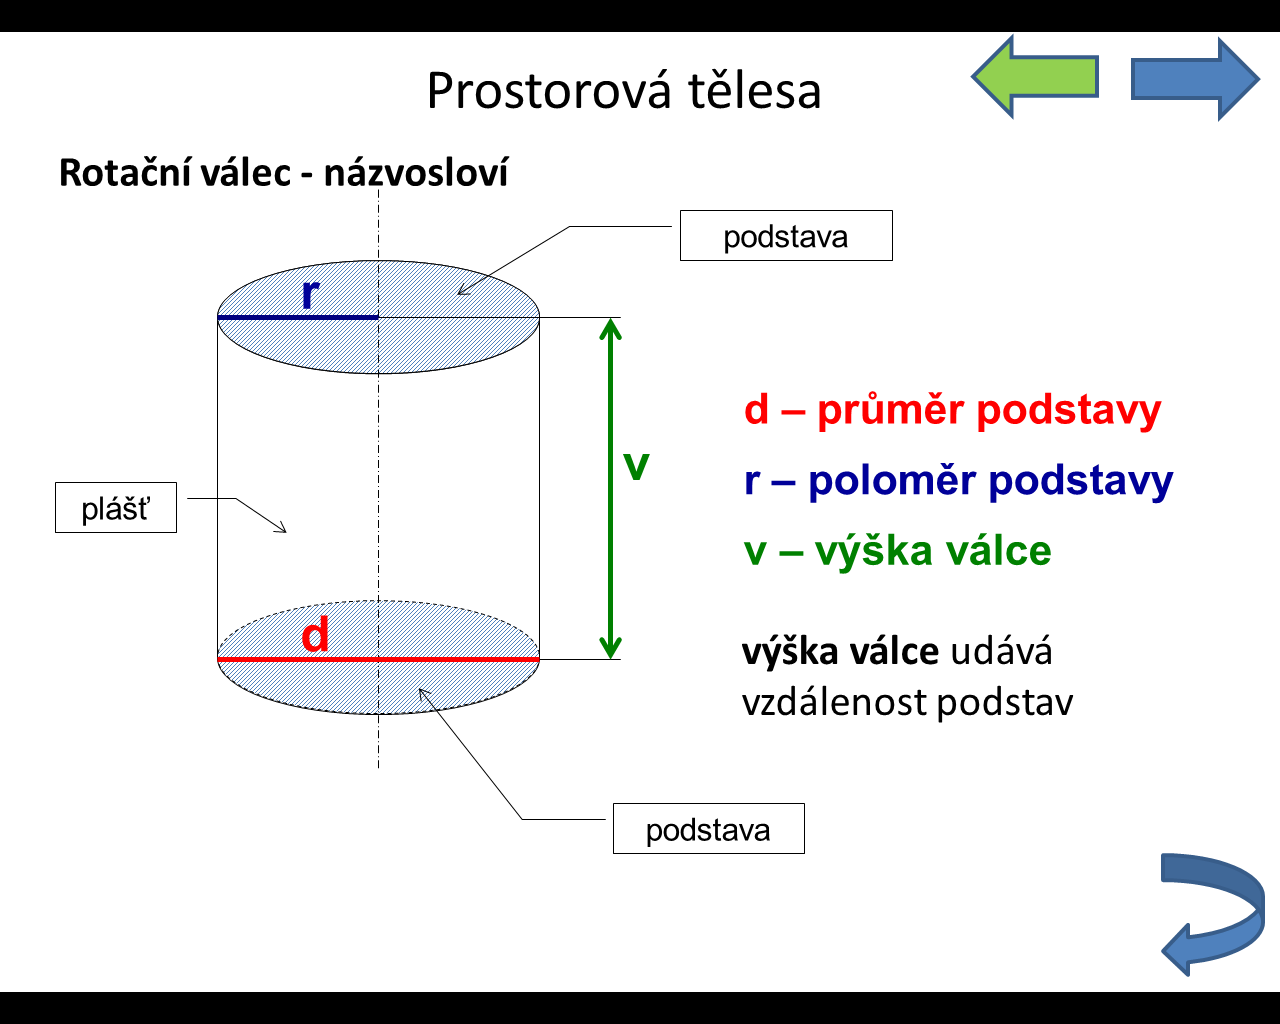 Prostorová tělesa
Rotační válec - názvosloví
podstava
r
d – průměr podstavy
v
r – poloměr podstavy
plášť
v – výška válce
d
výška válce udává
vzdálenost podstav
podstava